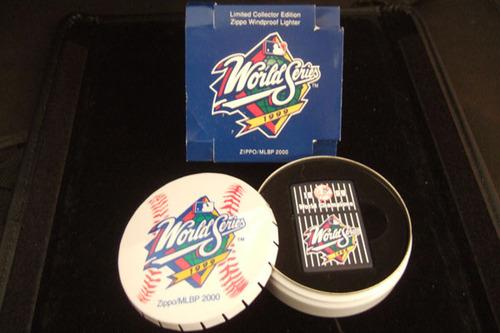 Limited Collector Edition
Zippo Windproof Lighter
World Series
TM
1999
ZIPPO/MLBP 2000
World Series
1999
Zippo/MLBP 2000
World Series